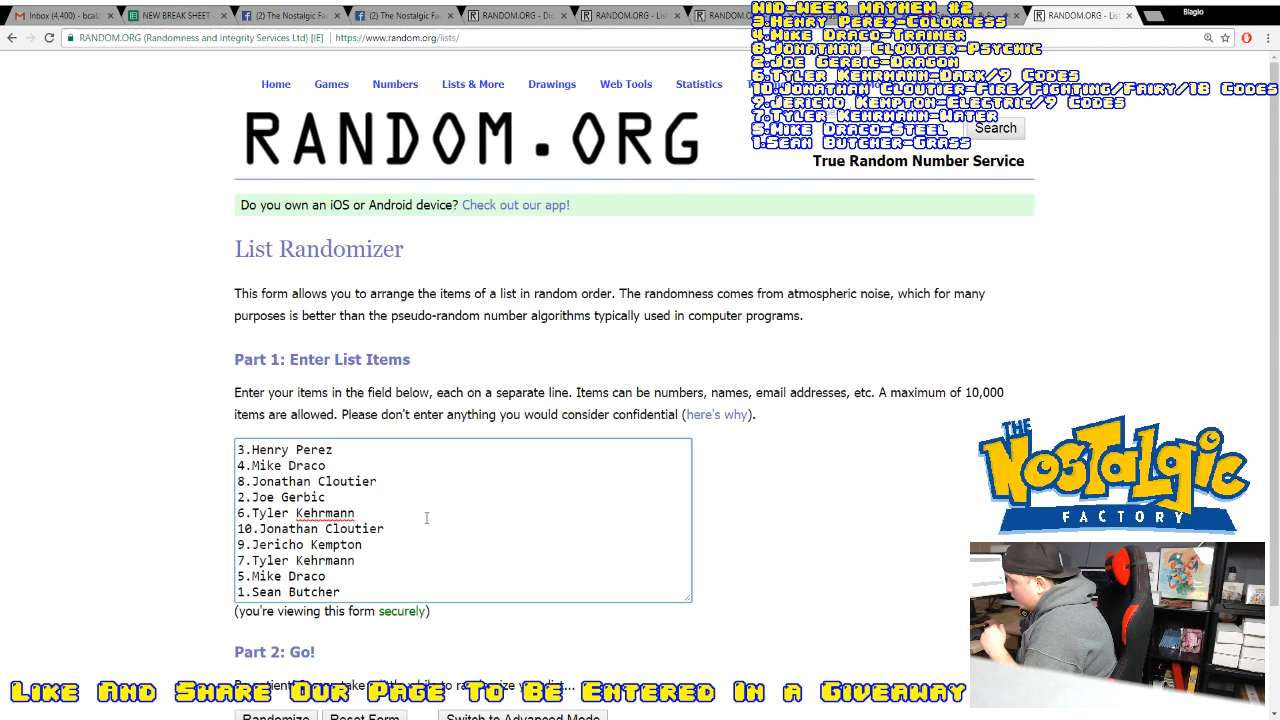 Inbox (4,400) - bcal
NEW BREAK SHEET
(2) The Nostalgic Fac
(2) The Nostalgic Fac
RANDOM.ORG - Di
RANDOM.ORG - List
RANDOM.ORG - Lis
Biagio
RANDOM.ORG (Randomness and Integrity Services Ltd) [IE]
https://www.random.org/lists/
Mid-Week Mayhem #2
3.Henry Perez-Colorless
4.Mike Draco-Trainer
8.Jonathan Cloutier-Psychic
2.Joe Gerbic-Dragon
6.Tyler Kehrmann-Dark/9 Codes
10.Jonathan Cloutier-Fire/Fighting/Fairy/18 Codes
9.Jericho Kempton-Electric/9 Codes
7.Tyler Kehrmann-Water
5.Mike Draco-Steel
1.Sean Butcher-Grass
Home Games Numbers Lists & More Drawings Web Tools Statistics
RANDOM.ORG
Search
True Random Number Service
Do you own an iOS or Android device? Check out our app!
List Randomizer
This form allows you to arrange the items of a list in random order. The randomness comes from atmospheric noise, which for many
purposes is better than the pseudo-random number algorithms typically used in computer programs.
Part 1: Enter List Items
Enter your items in the field below, each on a separate line. Items can be numbers, names, email addresses, etc. A maximum of 10,000
items are allowed. Please don't enter anything you would consider confidential (here's why).
3.Henry Perez
4.Mike Draco
8.Jonathan Cloutier
2.Joe Gerbic
6.Tyler Kehrmann
10.Jonathan Cloutier
9.Jericho Kempton
7.Tyler Kehrmann
5.Mike Draco
1.Sean Butcher
(you're viewing this form securely)
Part 2: Go!
Randomize Reset Form Switch to Advanced Mode
THE
NOSTALGIC
FACTORY
Like And Share Our Page To Be Entered In a Giveaway